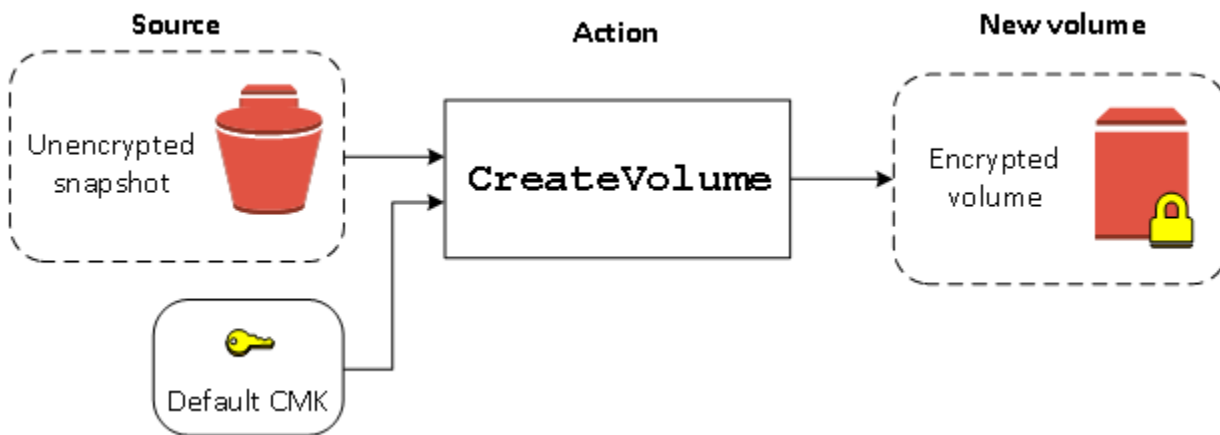 Source
Action
New volume
Unencrypted
snapshot
CreateVolume
Encrypted
volume
Default CMK